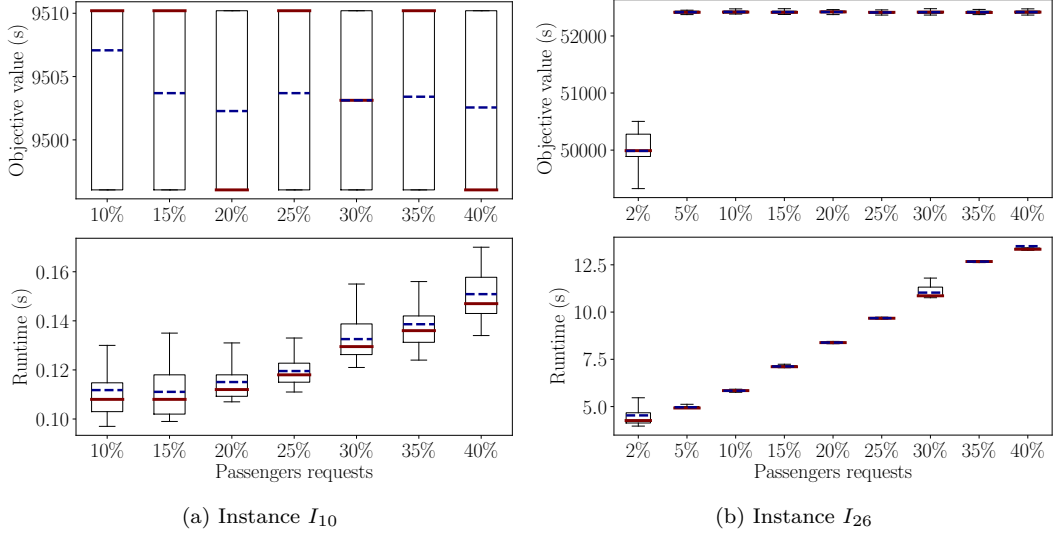 Objective value (s)
9510
9505
9500
10% 15% 20% 25% 30% 35% 40%
Runtime (s)
0.16
0.14
0.12
0.10
10% 15% 20% 25% 30% 35% 40%
Passengers requests
(a) Instance I10
Objective value (s)
52000
51000
50000
2% 5% 10% 15% 20% 25% 30% 35% 40%
Runtime (s)
12.5
10.0
7.5
5.0
2% 5% 10% 15% 20% 25% 30% 35% 40%
Passengers requests
(b) Instance I26